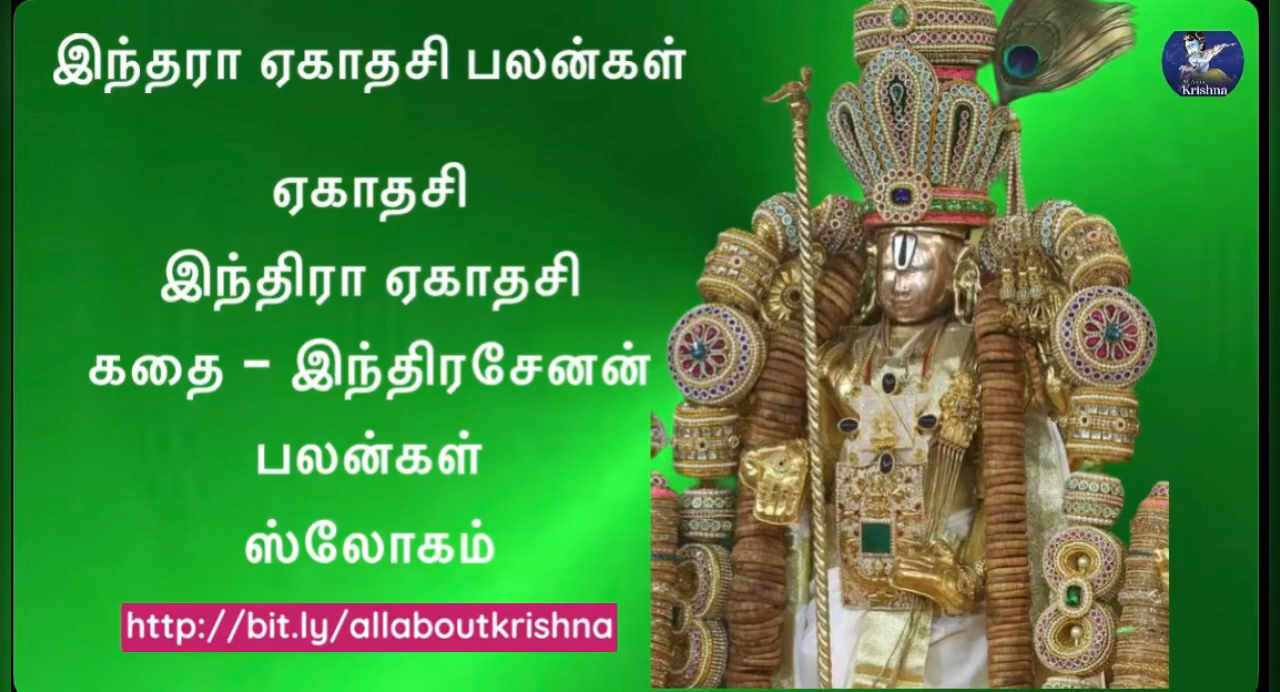 இந்தரா ஏகாதசி பலன்கள்
ஏகாதசி
இந்திரா ஏகாதசி
கதை - இந்திரசேனன்
பலன்கள்
ஸ்லோகம்
http://bit.ly/allaboutkrishna
Krishna